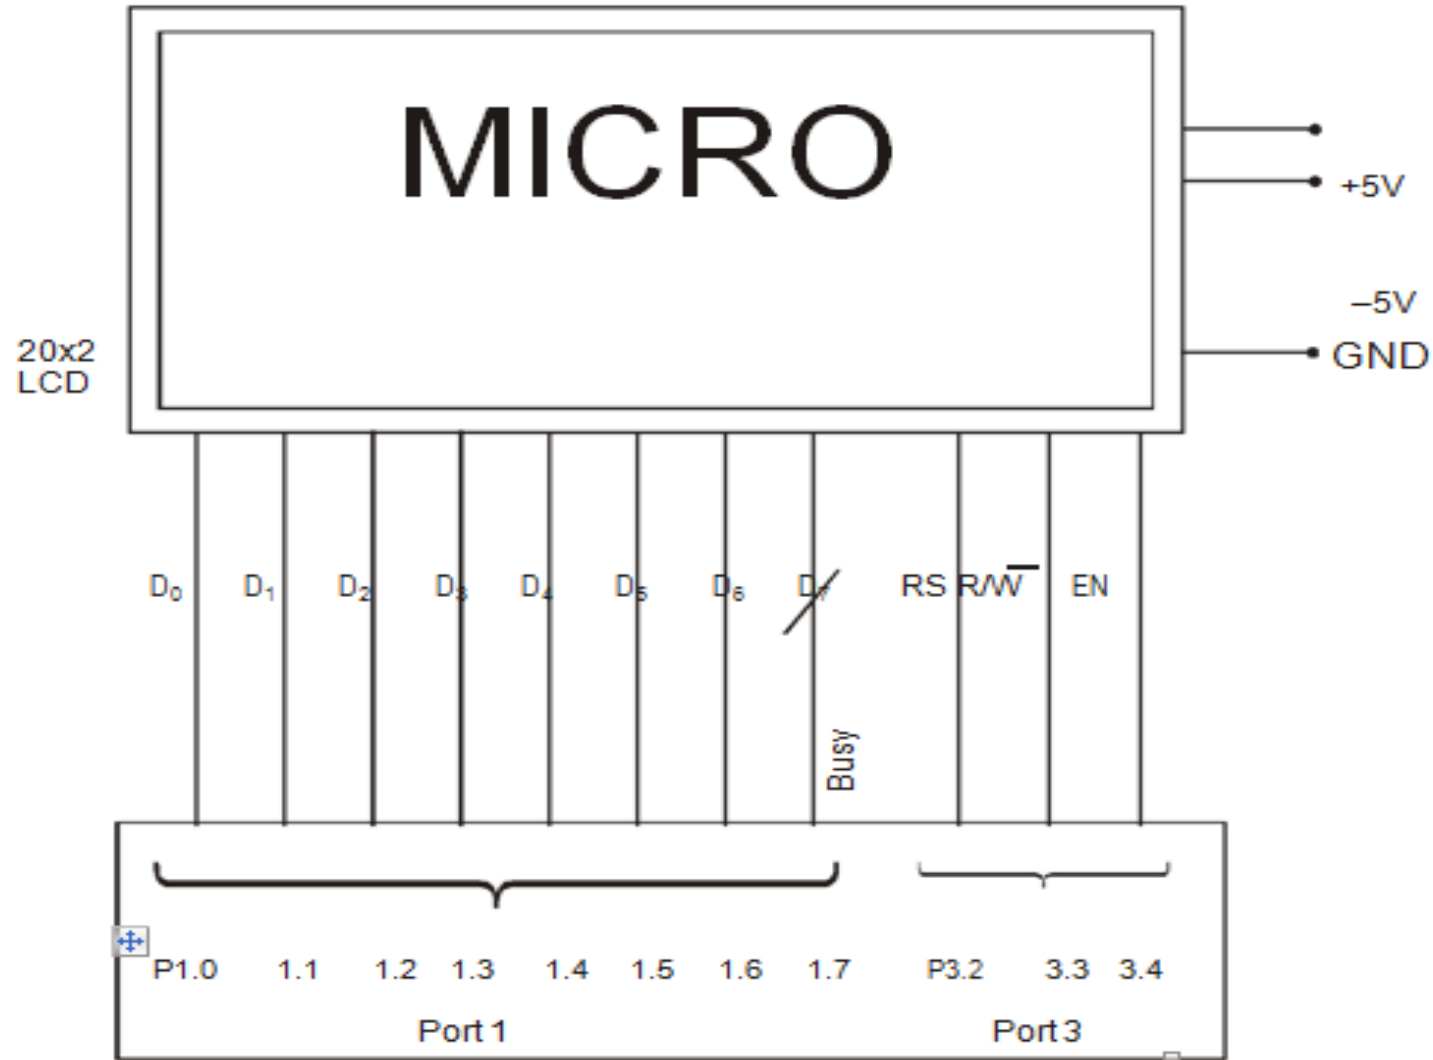 MICRO
+5V
–5V
GND
20x2
LCD
D₀ D₁ D₂ D₃ D₄ D₅ D₆ D₇ RS R/W̅ EN
Busy
P1.0 1.1 1.2 1.3 1.4 1.5 1.6 1.7 P3.2 3.3 3.4
Port 1 Port 3